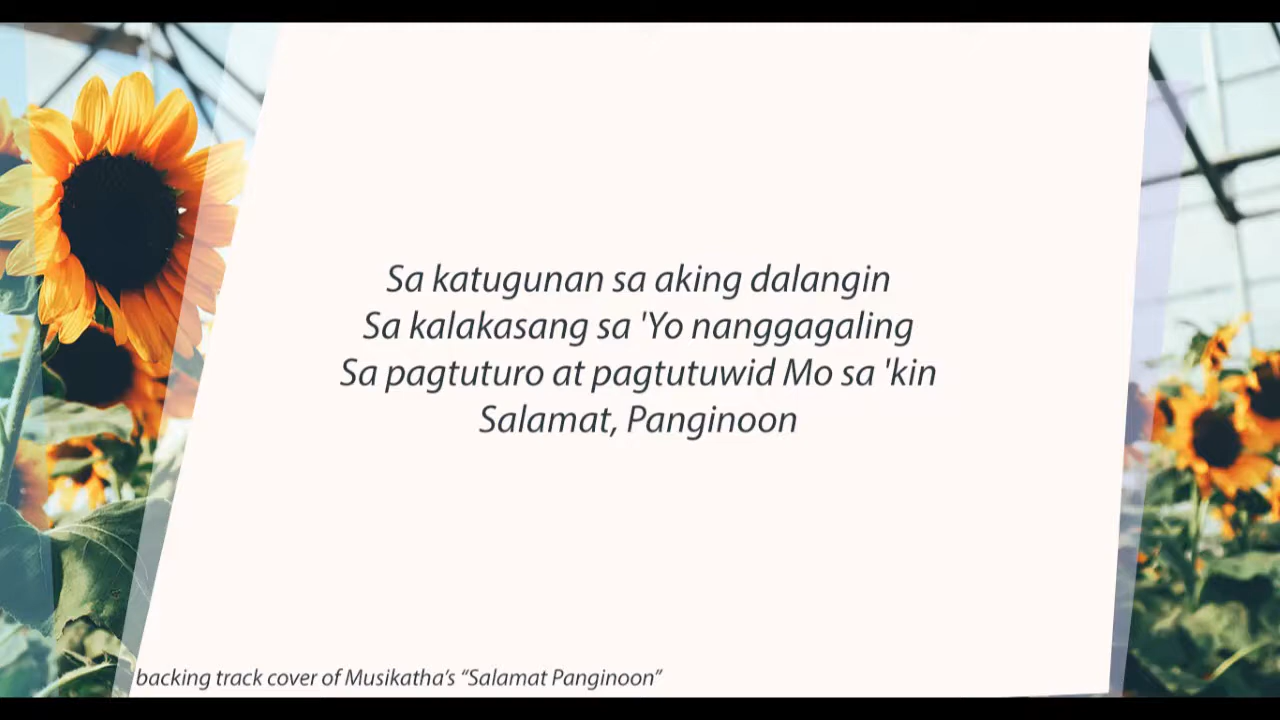 Sa katugunan sa aking dalangin
Sa kalakasang sa 'Yo nanggagaling
Sa pagtuturo at pagtutuwid Mo sa 'kin
Salamat, Panginoon
backing track cover of Musikatha's “Salamat Panginoon”